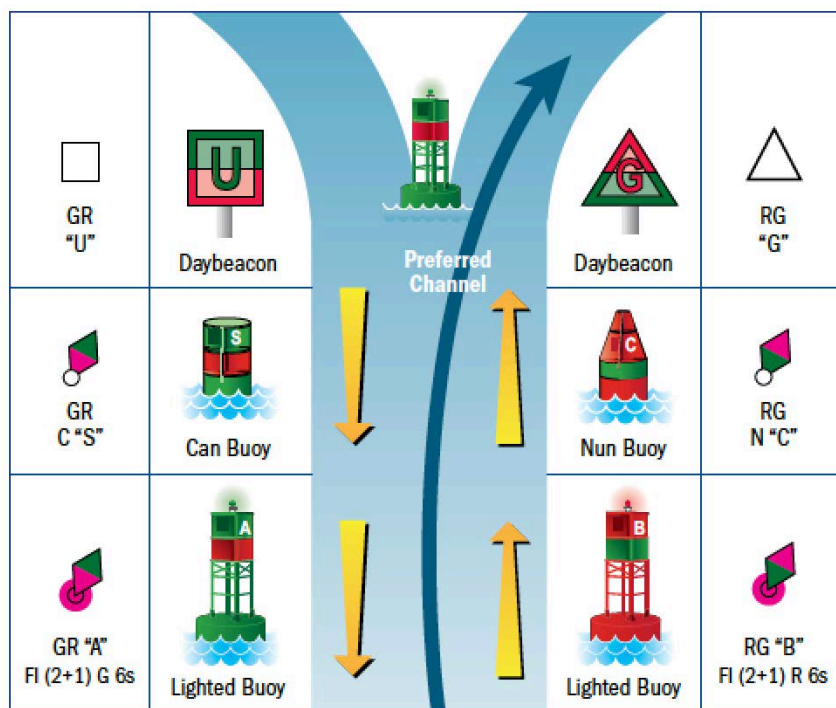 U
G
GR
"U"
Daybeacon
Preferred
Channel
Daybeacon
RG
"G"
S
C
GR
C "S"
Can Buoy
Nun Buoy
RG
N "C"
A
B
GR "A"
Fl (2+1) G 6s
Lighted Buoy
Lighted Buoy
RG "B"
Fl (2+1) R 6s